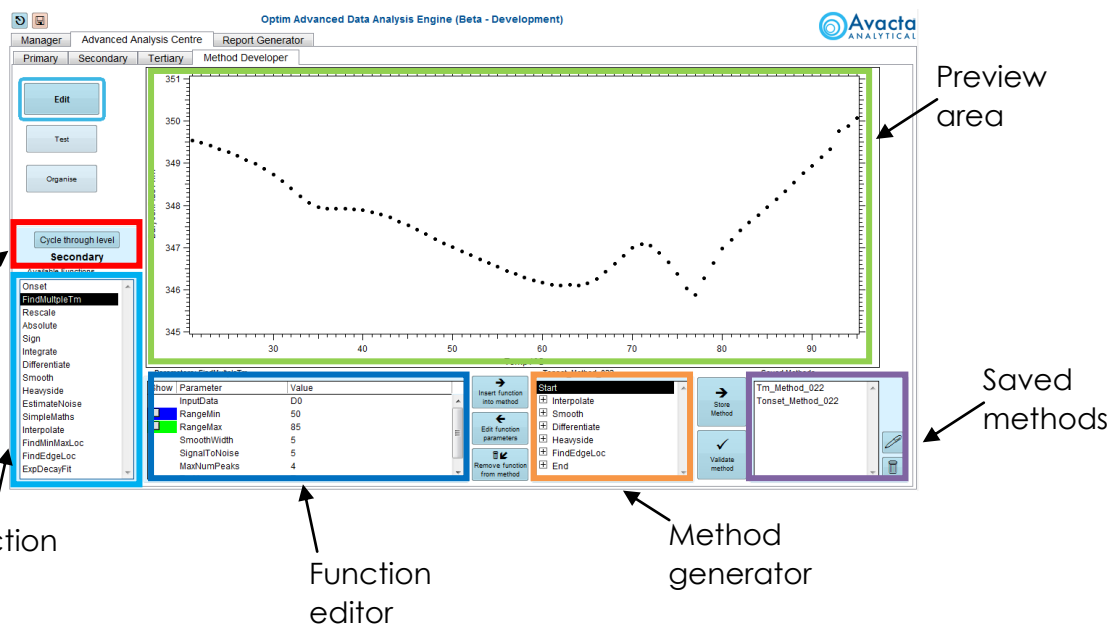 Optim Advanced Data Analysis Engine (Beta - Development)
Avacta
ANALYTICAL
Manager Advanced Analysis Centre Report Generator
Primary Secondary Tertiary Method Developer
Edit
Test
Organise
Cycle through level
Secondary
Available Functions
Onset
FindMultpleTm
Rescale
Absolute
Sign
Integrate
Differentiate
Smooth
Heavyside
EstimateNoise
SimpleMaths
Interpolate
FindMinMaxLoc
FindEdgeLoc
ExpDecayFit
351
350
349
348
347
346
345
30 40 50 60 70 80 90
Preview
area
Show Parameter Value
InputData D0
RangeMin 50
RangeMax 85
SmoothWidth 5
SignalToNoise 5
MaxNumPeaks 4
Insert function
into method
Edit function
parameters
Remove function
from method
Tonset_Method_022
Start
Interpolate
Smooth
Differentiate
Heavyside
FindEdgeLoc
End
Store
Method
Validate
method
Saved Methods
Tm_Method_022
Tonset_Method_022
Saved
methods
ction
Function
editor
Method
generator